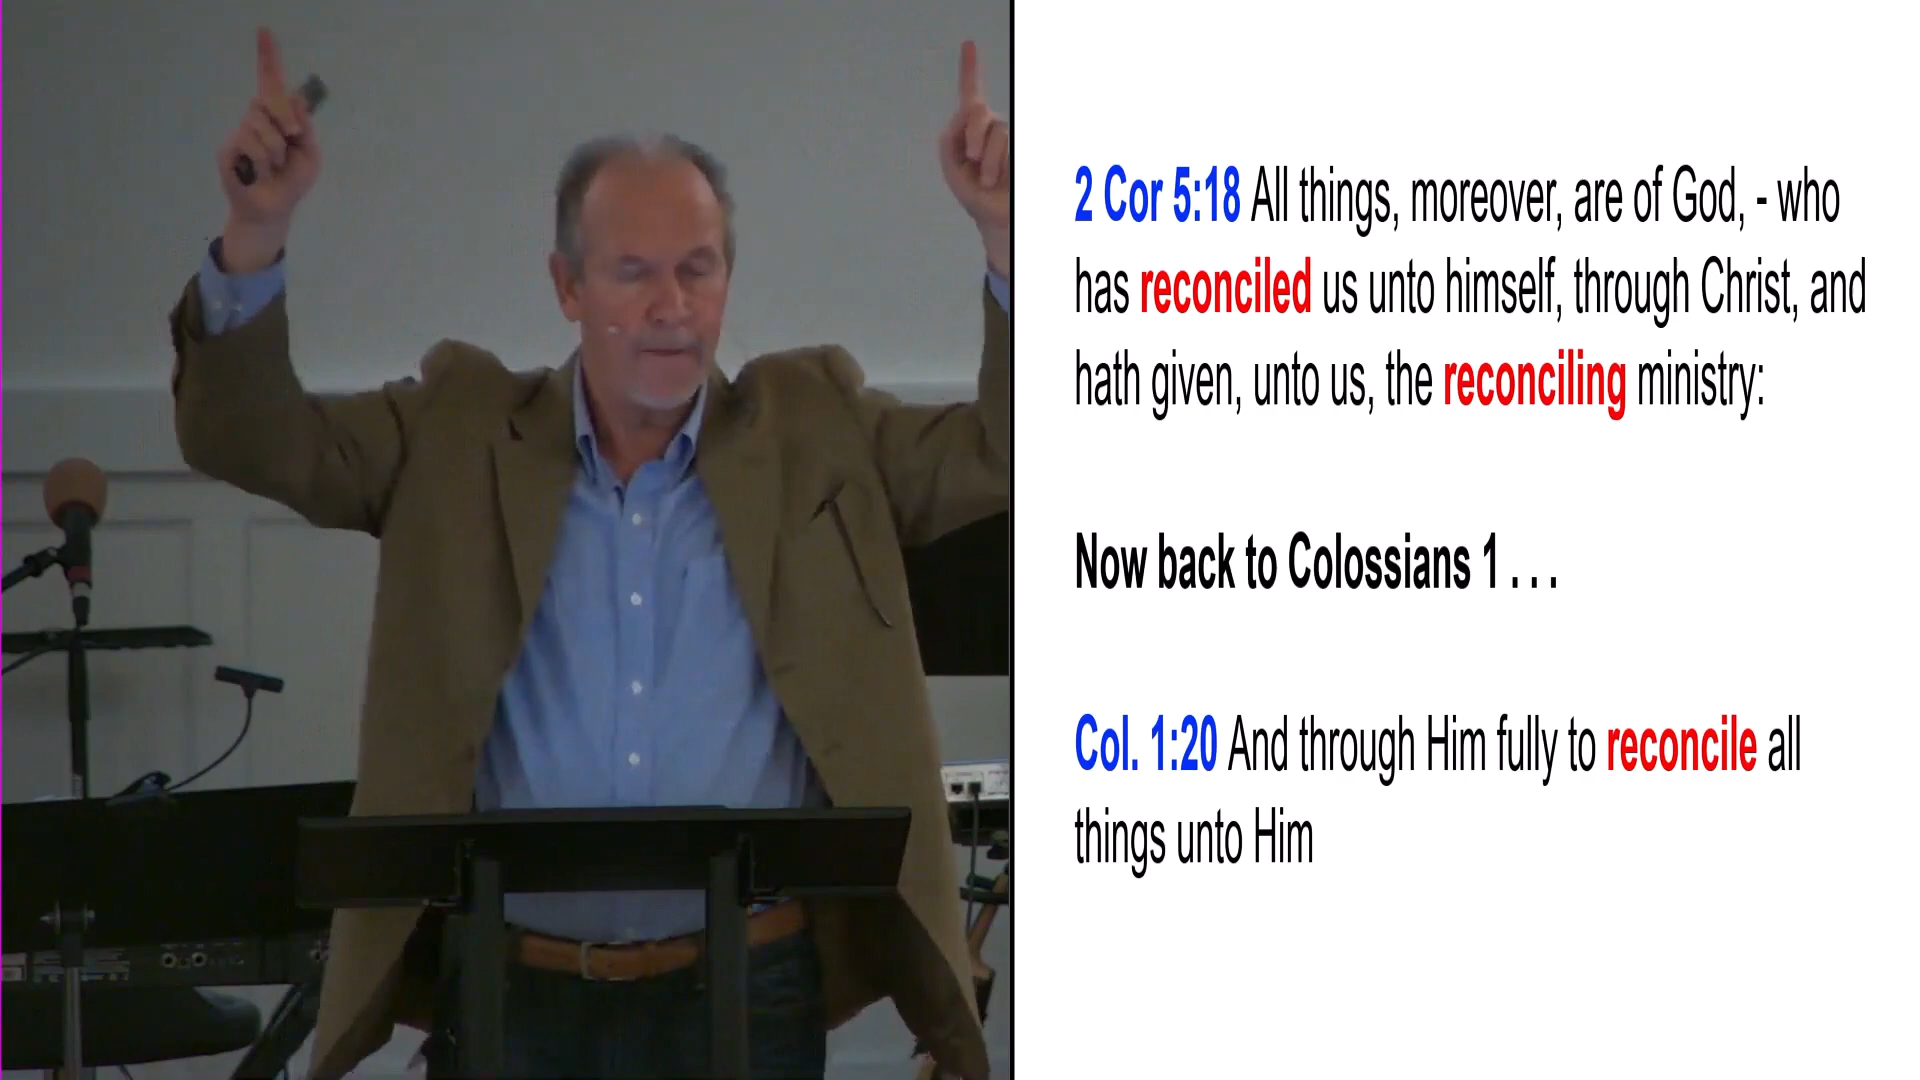 2 Cor 5:18 All things, moreover, are of God, - who
has reconciled us unto himself, through Christ, and
hath given, unto us, the reconciling ministry:
Now back to Colossians 1 . . .
Col. 1:20 And through Him fully to reconcile all
things unto Him